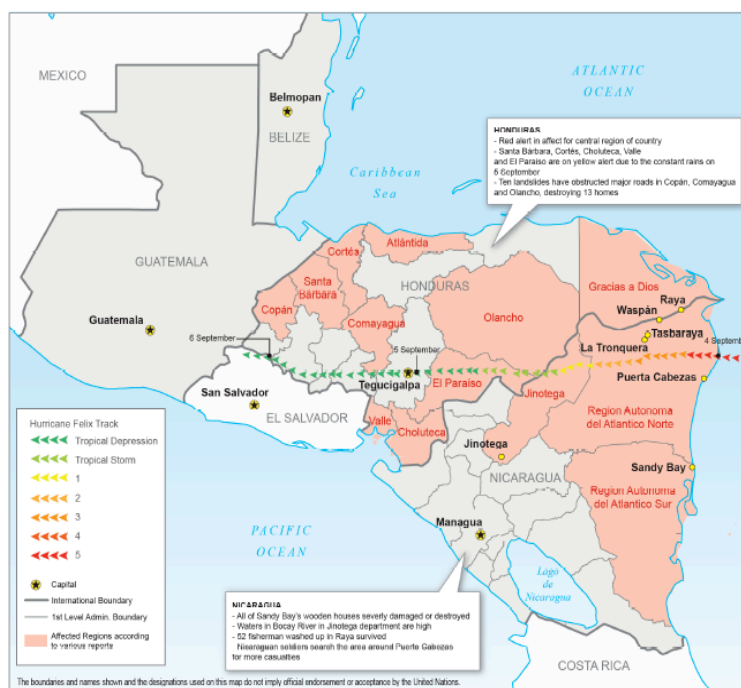 MEXICO
ATLANTIC
OCEAN
Belmopan
BELIZE
HONDURAS
- Red alert in affect for central region of country
- Santa Bárbara, Cortés, Choluteca, Valle
and El Paraíso are on yellow alert due to the constant rains on
5 September
- Ten landslides have obstructed major roads in Copán, Comayagua
and Olancho, destroying 13 homes
Caribbean
Sea
GUATEMALA
Guatemala
Atlántida
Cortés
Santa
Bárbara
HONDURAS
Copán
Comayagua
Olancho
Gracias a Dios
Raya
Waspán
Tasbaraya
La Tronquera
4 Septemb
6 September
5 September
Tegucigalpa
El Paraíso
Jinotega
Puerta Cabezas
San Salvador
EL SALVADOR
Valle
Choluteca
Region Autonoma
del Atlantico Norte
Jinotega
NICARAGUA
Sandy Bay
Region Autonoma
del Atlantico Sur
Managua
PACIFIC
OCEAN
Lago
de
Nicaragua
COSTA RICA
Hurricane Felix Track
Tropical Depression
Tropical Storm
1
2
3
4
5
Capital
International Boundary
1st Level Admin. Boundary
Affected Regions according
to various reports
NICARAGUA
- All of Sandy Bay's wooden houses severly damaged or destroyed
- Waters in Bocay River in Jinotega department are high
- 52 fisherman washed up in Raya survived
Nicaraguan soldiers search the area around Puerto Cabezas
for more casualties
The boundaries and names shown and the designations used on this map do not imply official endorsement or acceptance by the United Nations.